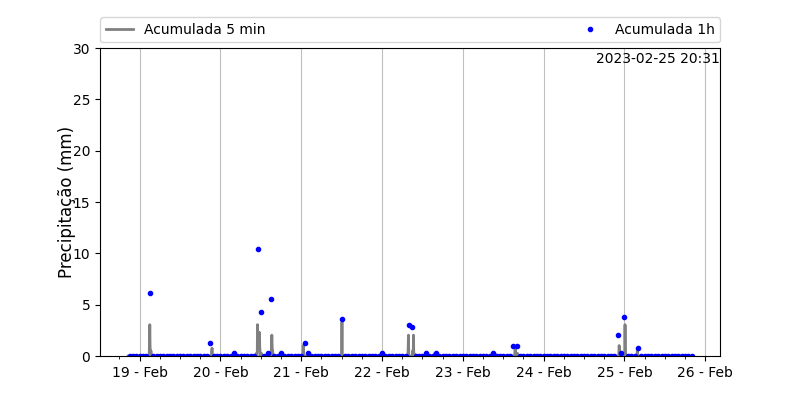 Acumulada 5 min Acumulada 1h
2023-02-25 20:31
Precipitação (mm)
30
25
20
15
10
5
0
19 - Feb 20 - Feb 21 - Feb 22 - Feb 23 - Feb 24 - Feb 25 - Feb 26 - Feb